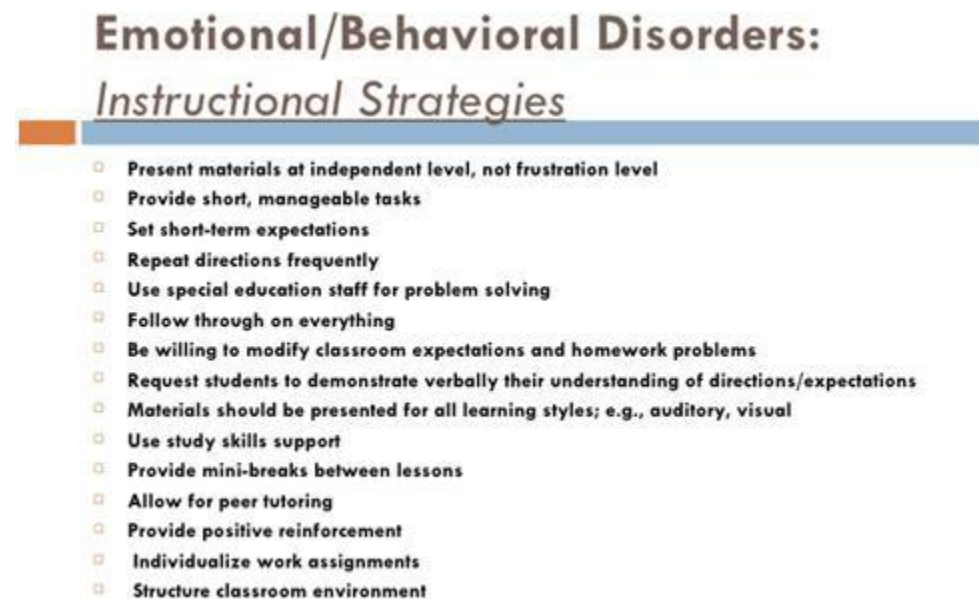 Emotional/Behavioral Disorders:
Instructional Strategies
Present materials at independent level, not frustration level
Provide short, manageable tasks
Set short-term expectations
Repeat directions frequently
Use special education staff for problem solving
Follow through on everything
Be willing to modify classroom expectations and homework problems
Request students to demonstrate verbally their understanding of directions/expectations
Materials should be presented for all learning styles; e.g., auditory, visual
Use study skills support
Provide mini-breaks between lessons
Allow for peer tutoring
Provide positive reinforcement
Individualize work assignments
Structure classroom environment